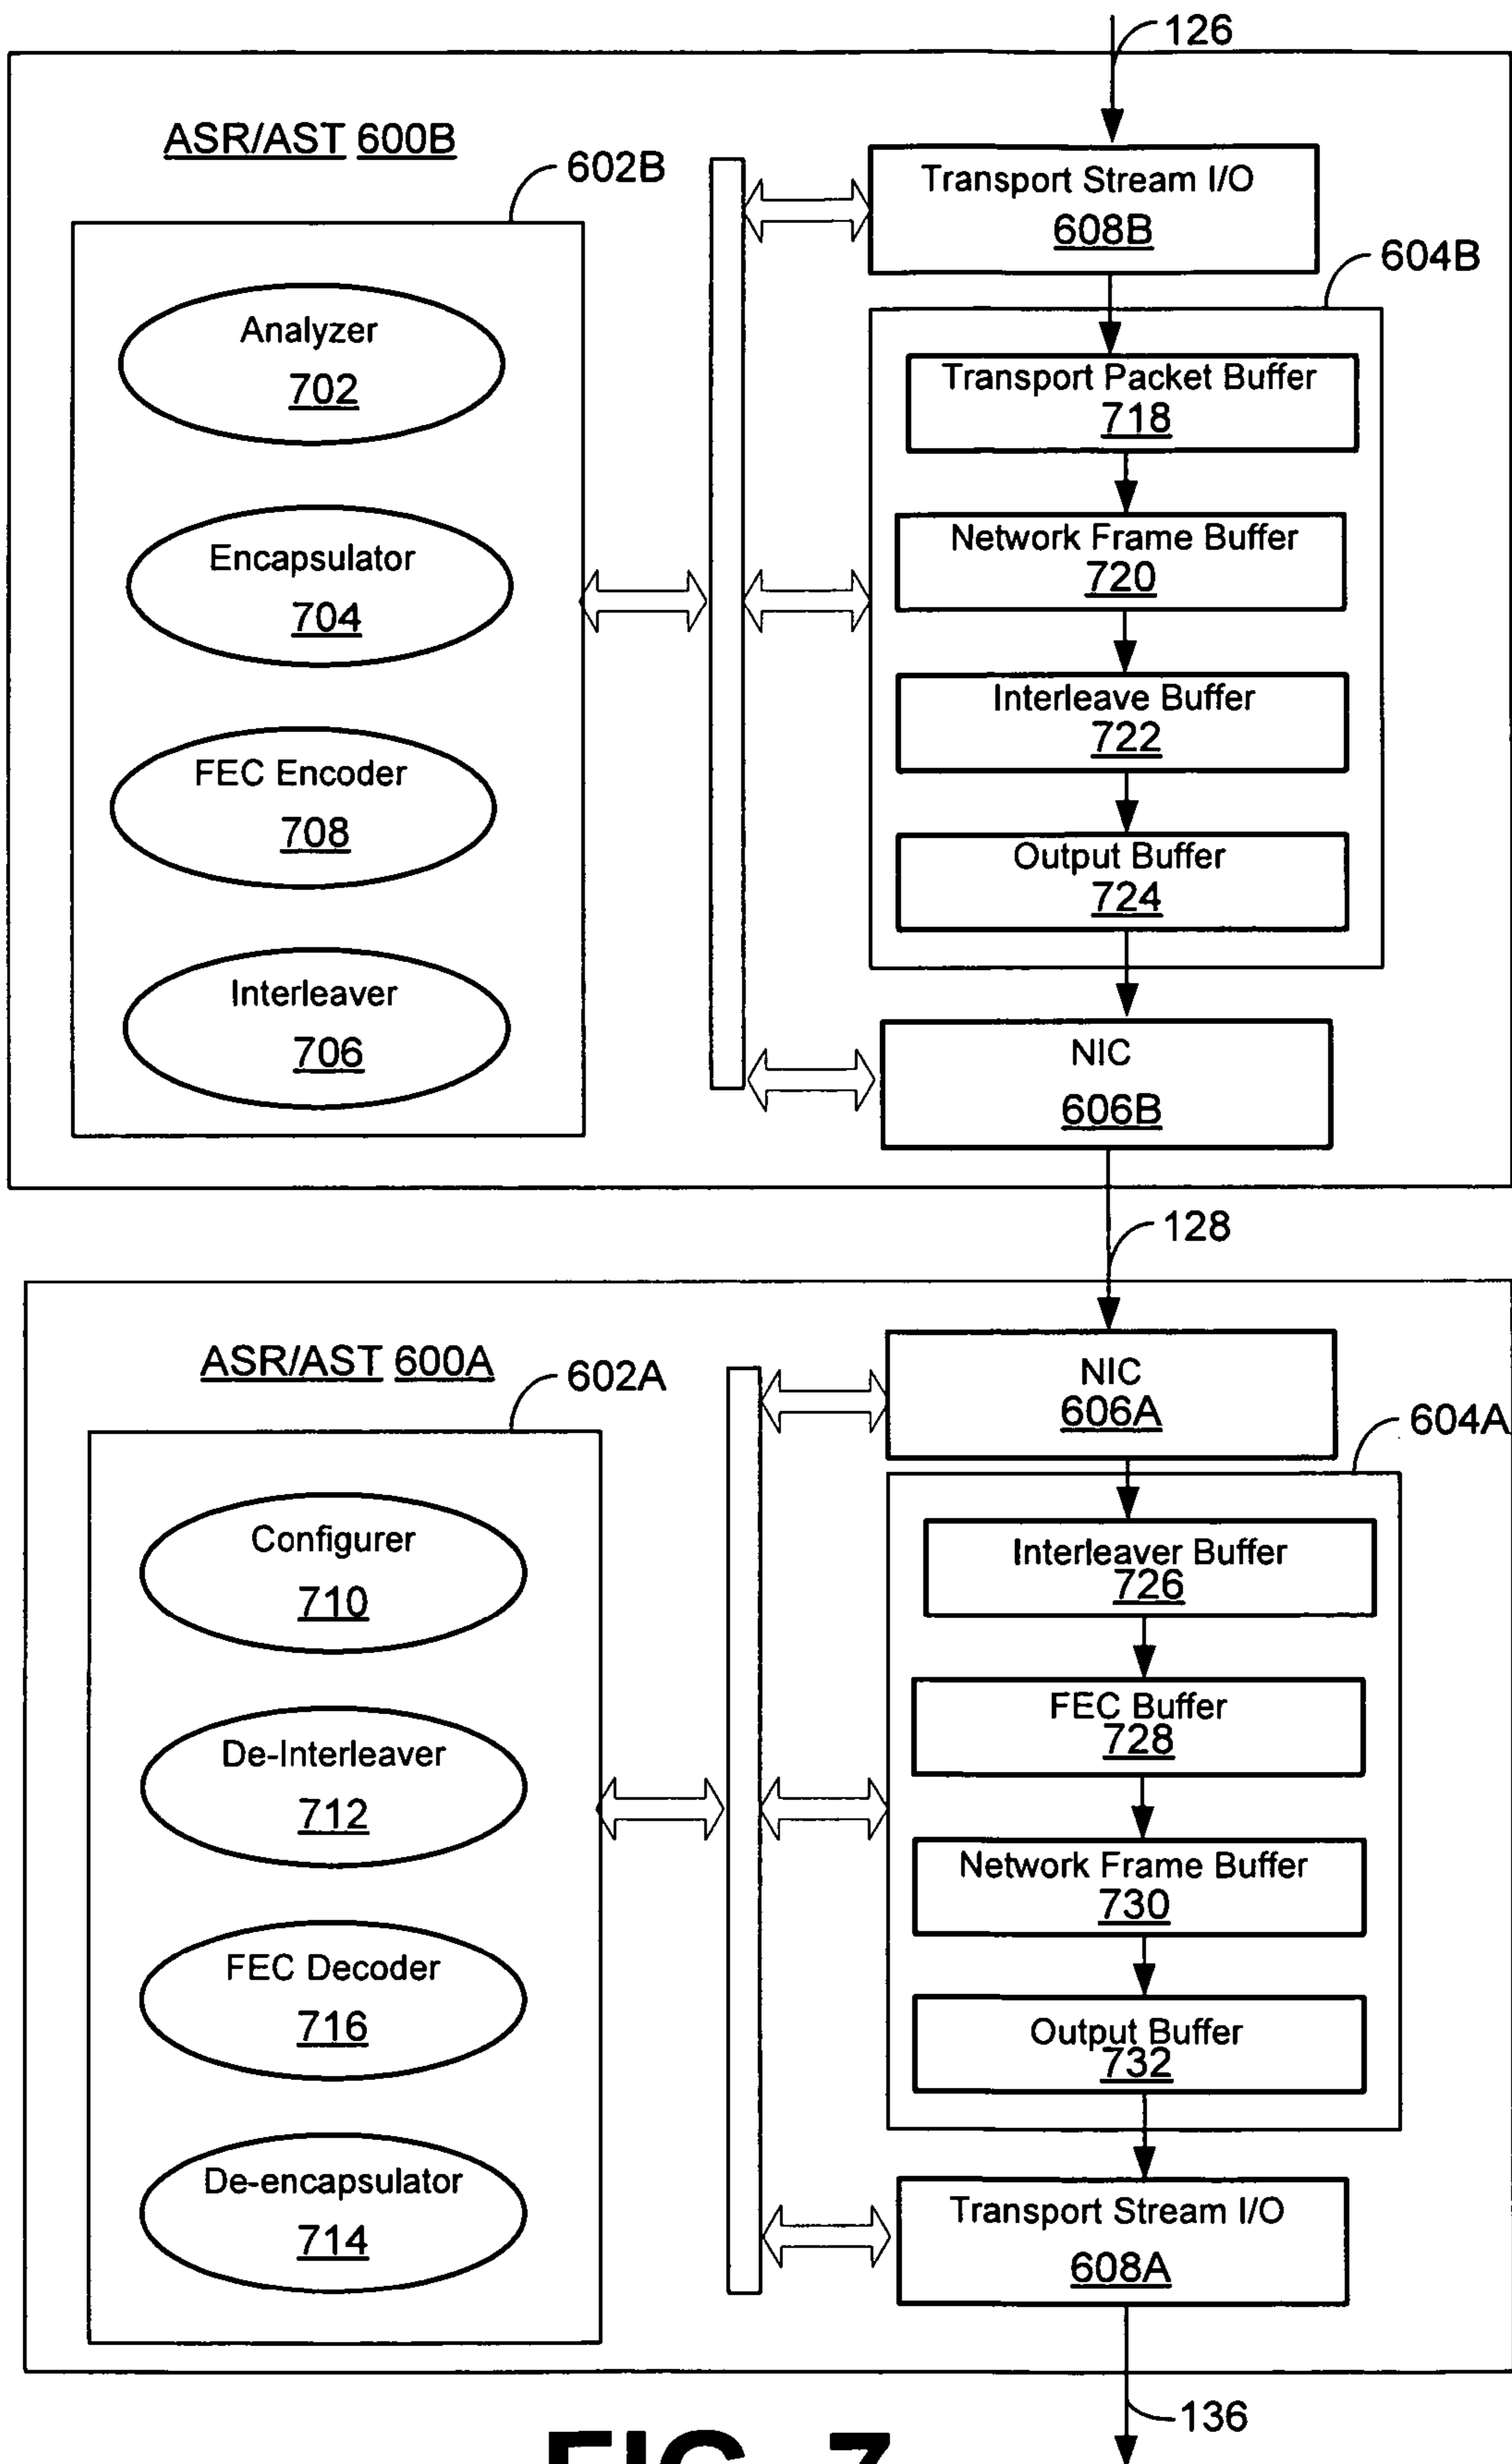 126
ASR/AST 600B
602B
Transport Stream I/O
608B
604B
Analyzer
702
Transport Packet Buffer
718
Encapsulator
704
Network Frame Buffer
720
Interleave Buffer
722
FEC Encoder
708
Output Buffer
724
Interleaver
706
NIC
606B
128
ASR/AST 600A
602A
NIC
606A
604A
Configurer
710
Interleaver Buffer
726
De-Interleaver
712
FEC Buffer
728
Network Frame Buffer
730
FEC Decoder
716
Output Buffer
732
De-encapsulator
714
Transport Stream I/O
608A
136
FIG. 7